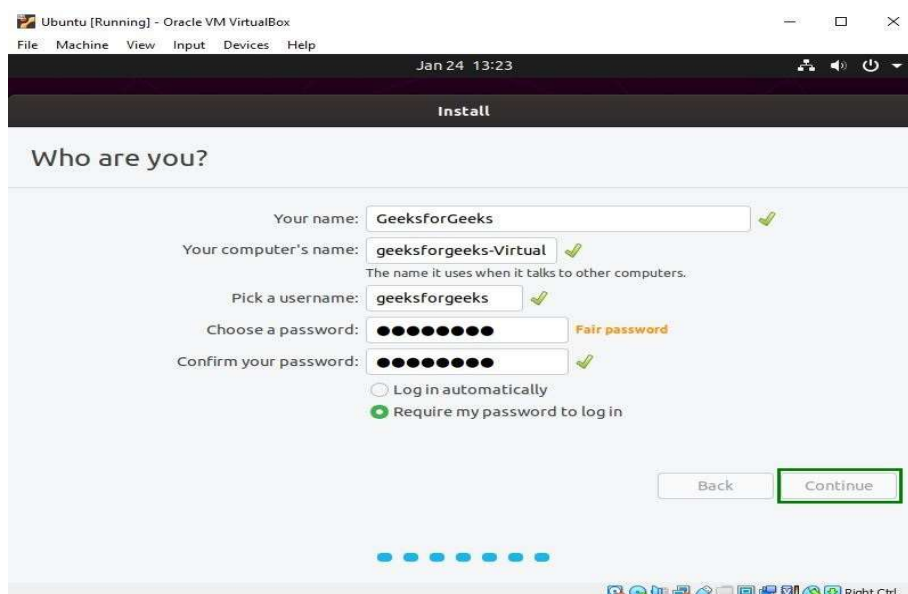 Ubuntu [Running] - Oracle VM VirtualBox
File Machine View Input Devices Help
Jan 24 13:23
Install
Who are you?
Your name: GeeksforGeeks
Your computer's name: geeksforgeeks-Virtual
The name it uses when it talks to other computers.
Pick a username: geeksforgeeks
Choose a password: ●●●●●●●● Fair password
Confirm your password: ●●●●●●●●
Log in automatically
Require my password to log in
Back Continue
Right Ctrl